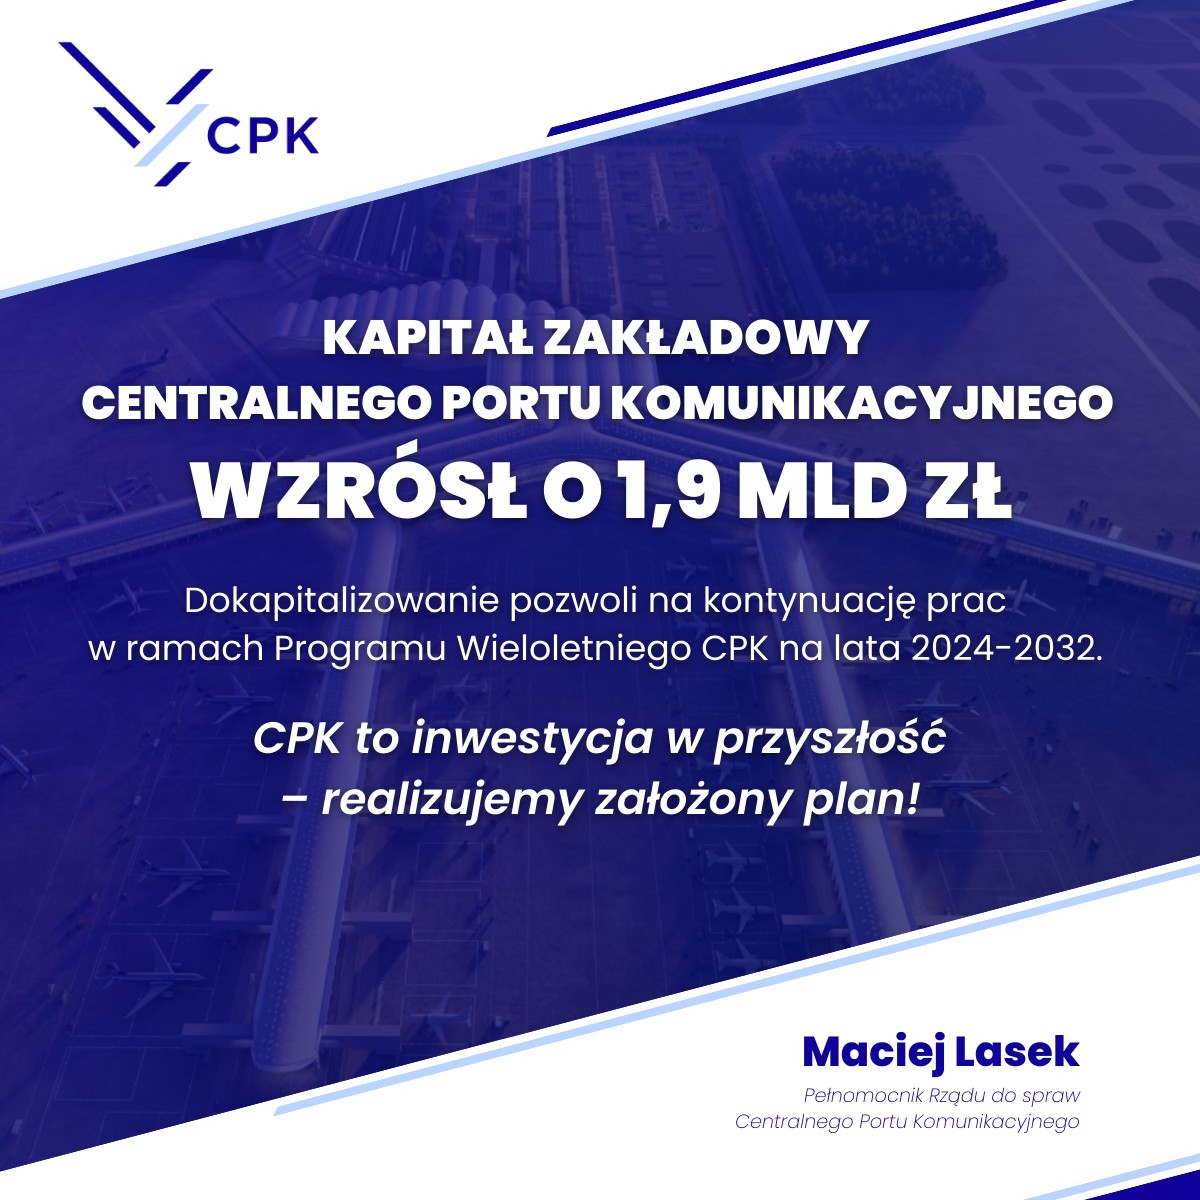 CPK
KAPITAŁ ZAKŁADOWY
CENTRALNEGO PORTU KOMUNIKACYJNEGO
WZRÓSŁ O 1,9 MLD ZŁ
Dokapitalizowanie pozwoli na kontynuację prac
w ramach Programu Wieloletniego CPK na lata 2024-2032.
CPK to inwestycja w przyszłość
– realizujemy założony plan!
Maciej Lasek
Pełnomocnik Rządu do spraw
Centralnego Portu Komunikacyjnego